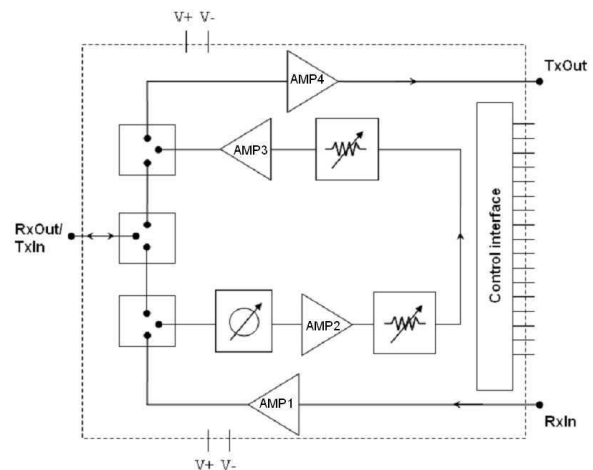 V+ V-
AMP4
TxOut
AMP3
RxOut/
TxIn
Control interface
AMP2
AMP1
RxIn
V+ V-